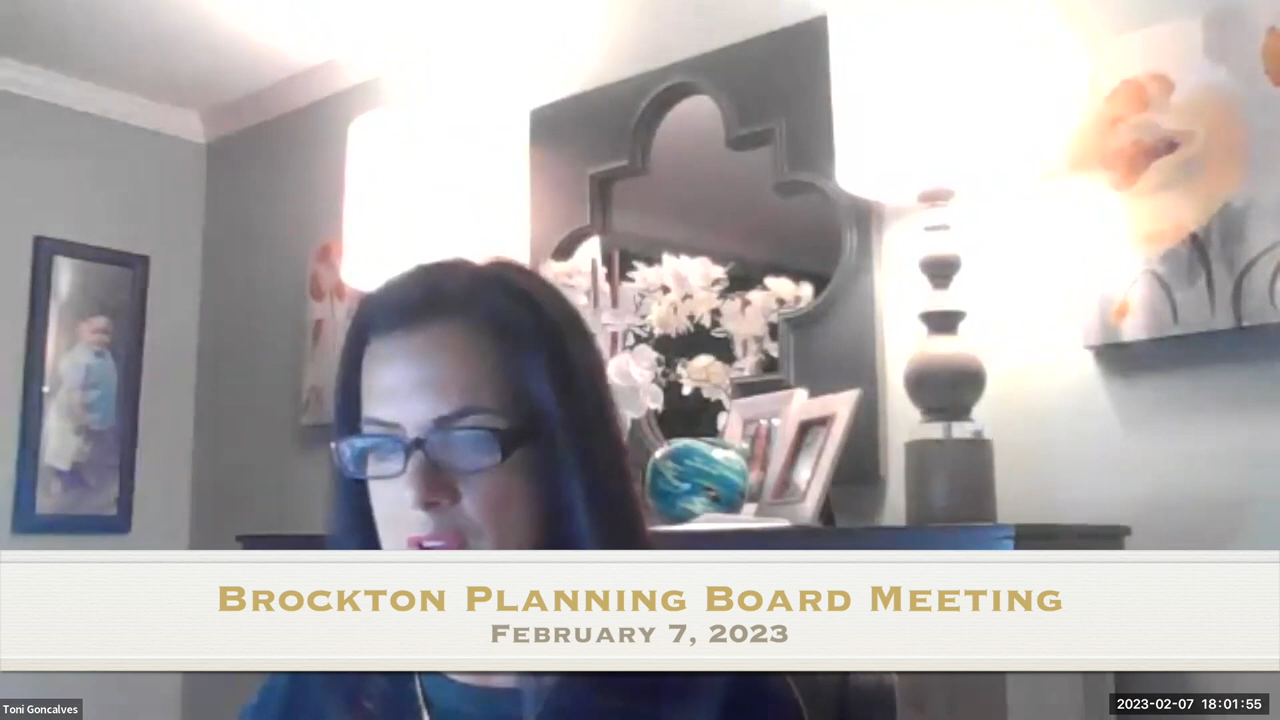 Brockton Planning Board Meeting
February 7, 2023
Toni Goncalves
2023-02-07 18:01:55